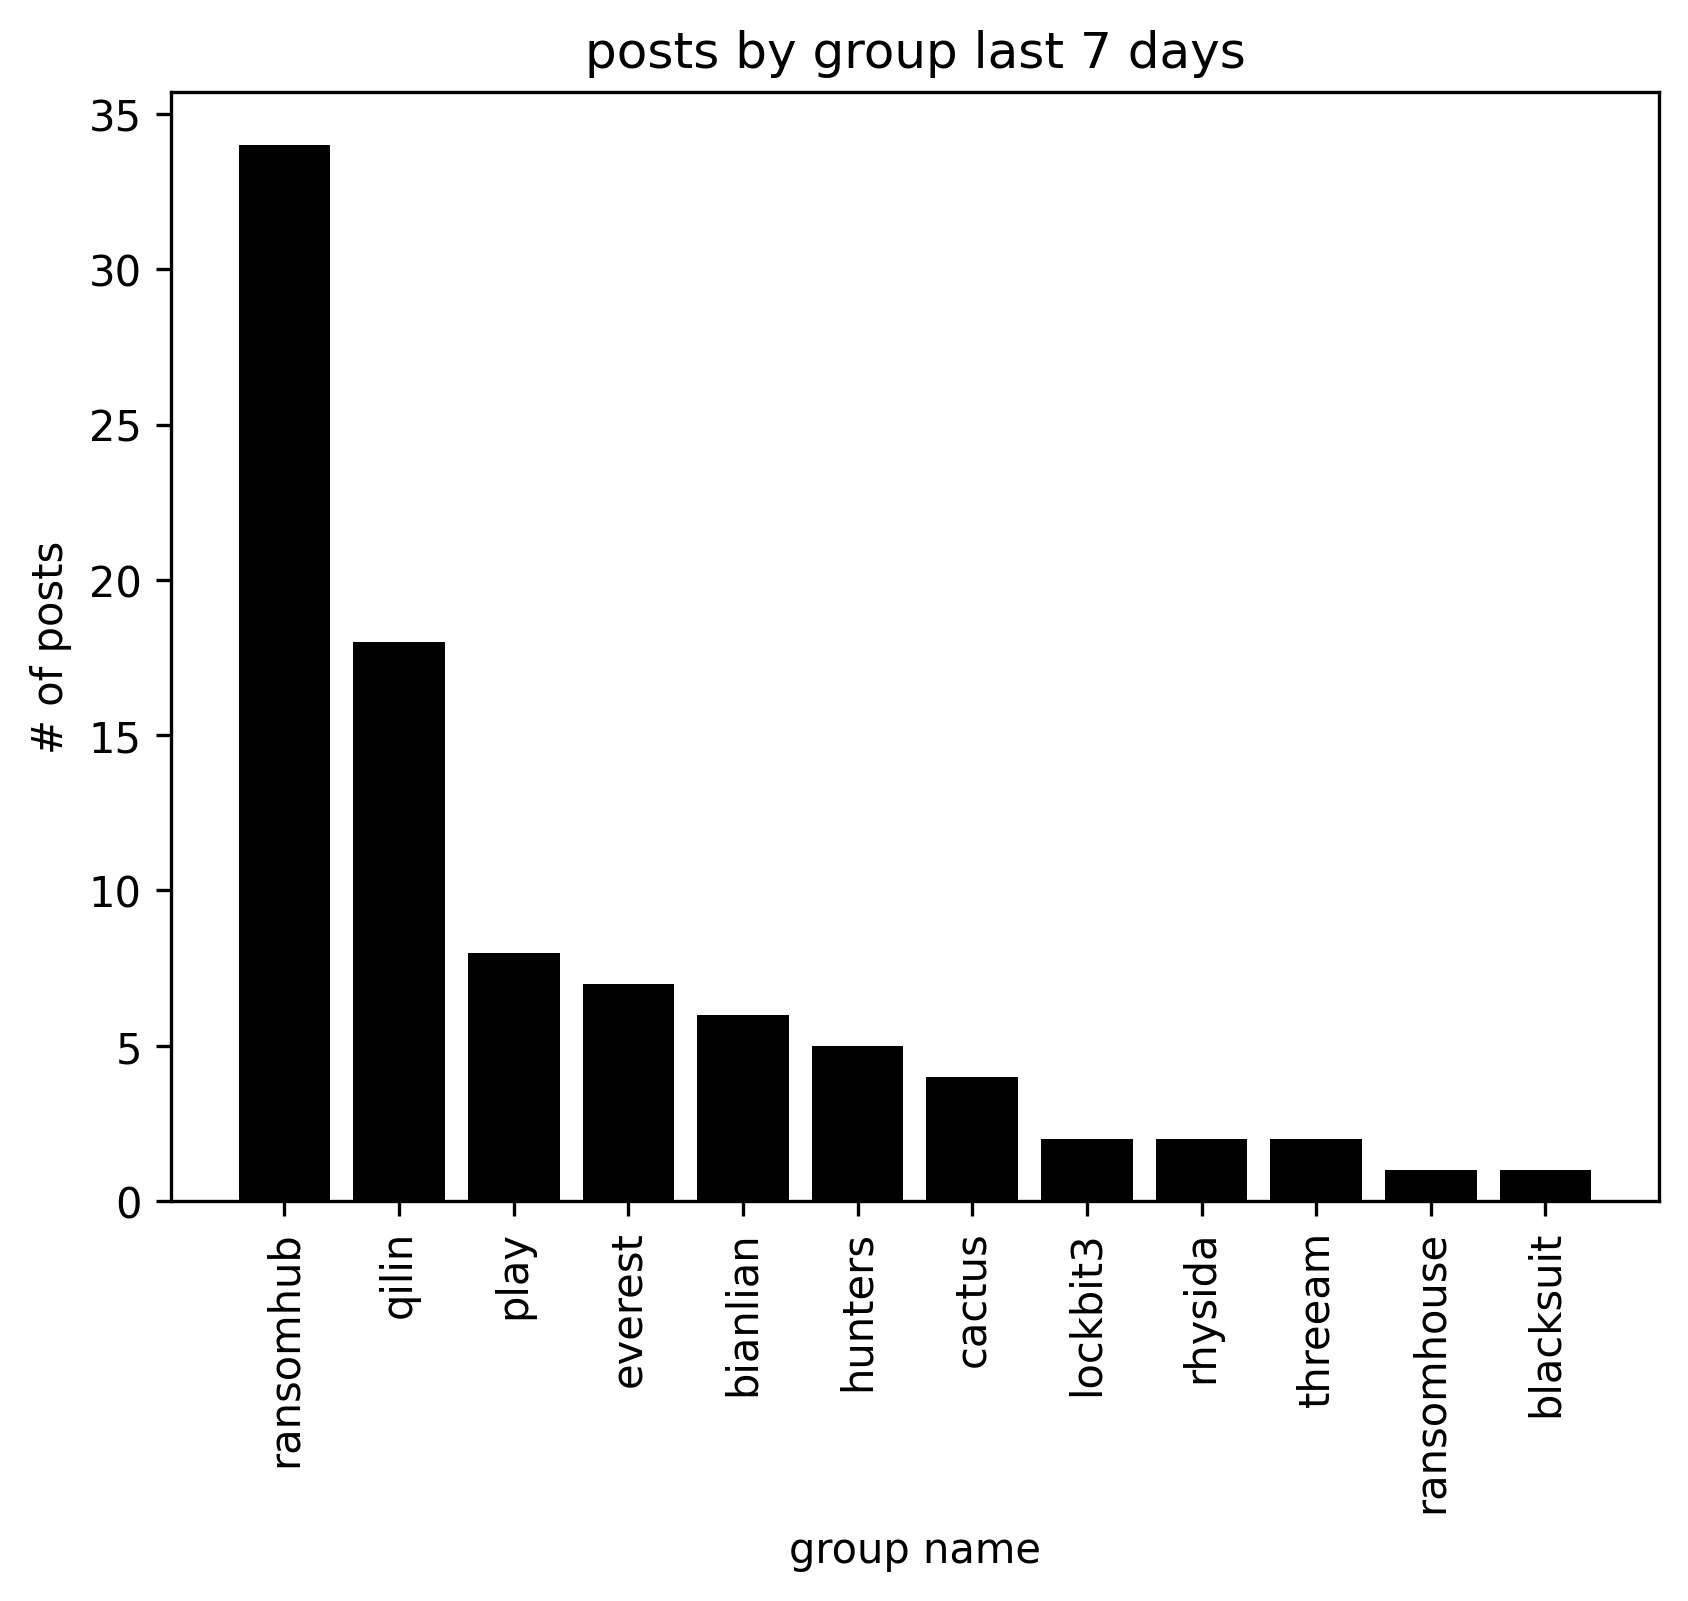 posts by group last 7 days
35
30
25
20
15
10
5
0
# of posts
ransomhub
qilin
play
everest
bianlian
hunters
cactus
lockbit3
rhysida
threeam
ransomhouse
blacksuit
group name